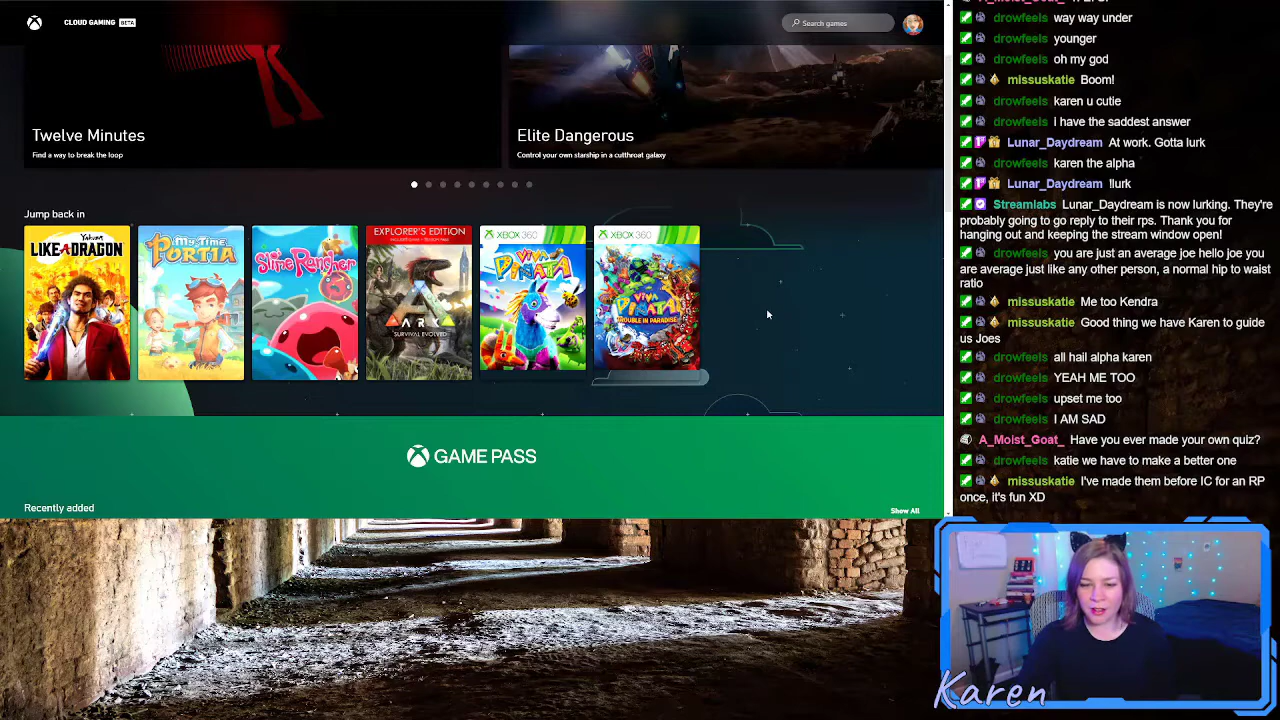 CLOUD GAMING BETA
Search games
Twelve Minutes
Find a way to break the loop
Elite Dangerous
Control your own starship in a cutthroat galaxy
Jump back in
Yakuza
LIKE A DRAGON
My Time
PORTIA
Slime Rancher
EXPLORER'S EDITION
ARK
SURVIVAL EVOLVED
XBOX 360
VIVA PIÑATA
XBOX 360
VIVA PIÑATA
TROUBLE IN PARADISE
GAME PASS
Recently added
Show All
drowfeels way way under
drowfeels younger
drowfeels oh my god
missuskatie Boom!
drowfeels karen u cutie
drowfeels i have the saddest answer
Lunar_Daydream At work. Gotta lurk
drowfeels karen the alpha
Lunar_Daydream !lurk
Streamlabs Lunar_Daydream is now lurking. They're
probably going to go reply to their rps. Thank you for
hanging out and keeping the stream window open!
drowfeels you are just an average joe hello joe you
are average just like any other person, a normal hip to waist
ratio
missuskatie Me too Kendra
missuskatie Good thing we have Karen to guide
us Joes
drowfeels all hail alpha karen
drowfeels YEAH ME TOO
drowfeels upset me too
drowfeels I AM SAD
A_Moist_Goat_ Have you ever made your own quiz?
drowfeels katie we have to make a better one
missuskatie I've made them before IC for an RP
once, it's fun XD
Karen